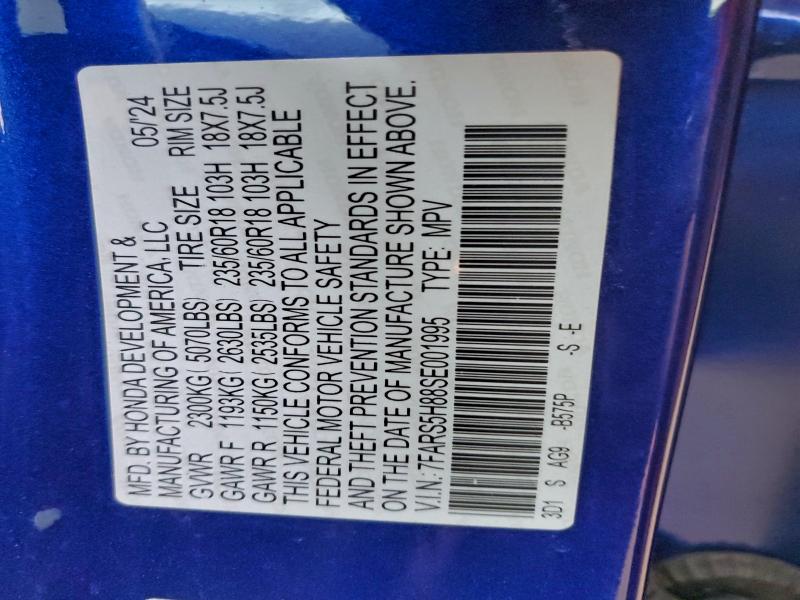 MFD. BY HONDA DEVELOPMENT & 05/'24
MANUFACTURING OF AMERICA, LLC
GVWR 2300KG( 5070LBS) TIRE SIZE RIM SIZE
GAWR F 1193KG( 2630LBS) 235/60R18 103H 18X7.5J
GAWR R 1150KG( 2535LBS) 235/60R18 103H 18X7.5J
THIS VEHICLE CONFORMS TO ALL APPLICABLE
FEDERAL MOTOR VEHICLE SAFETY
AND THEFT PREVENTION STANDARDS IN EFFECT
ON THE DATE OF MANUFACTURE SHOWN ABOVE.
V.I.N.: 7FARS5H88SE001995 TYPE: MPV
3D1 S AG9 -B575P -S -E